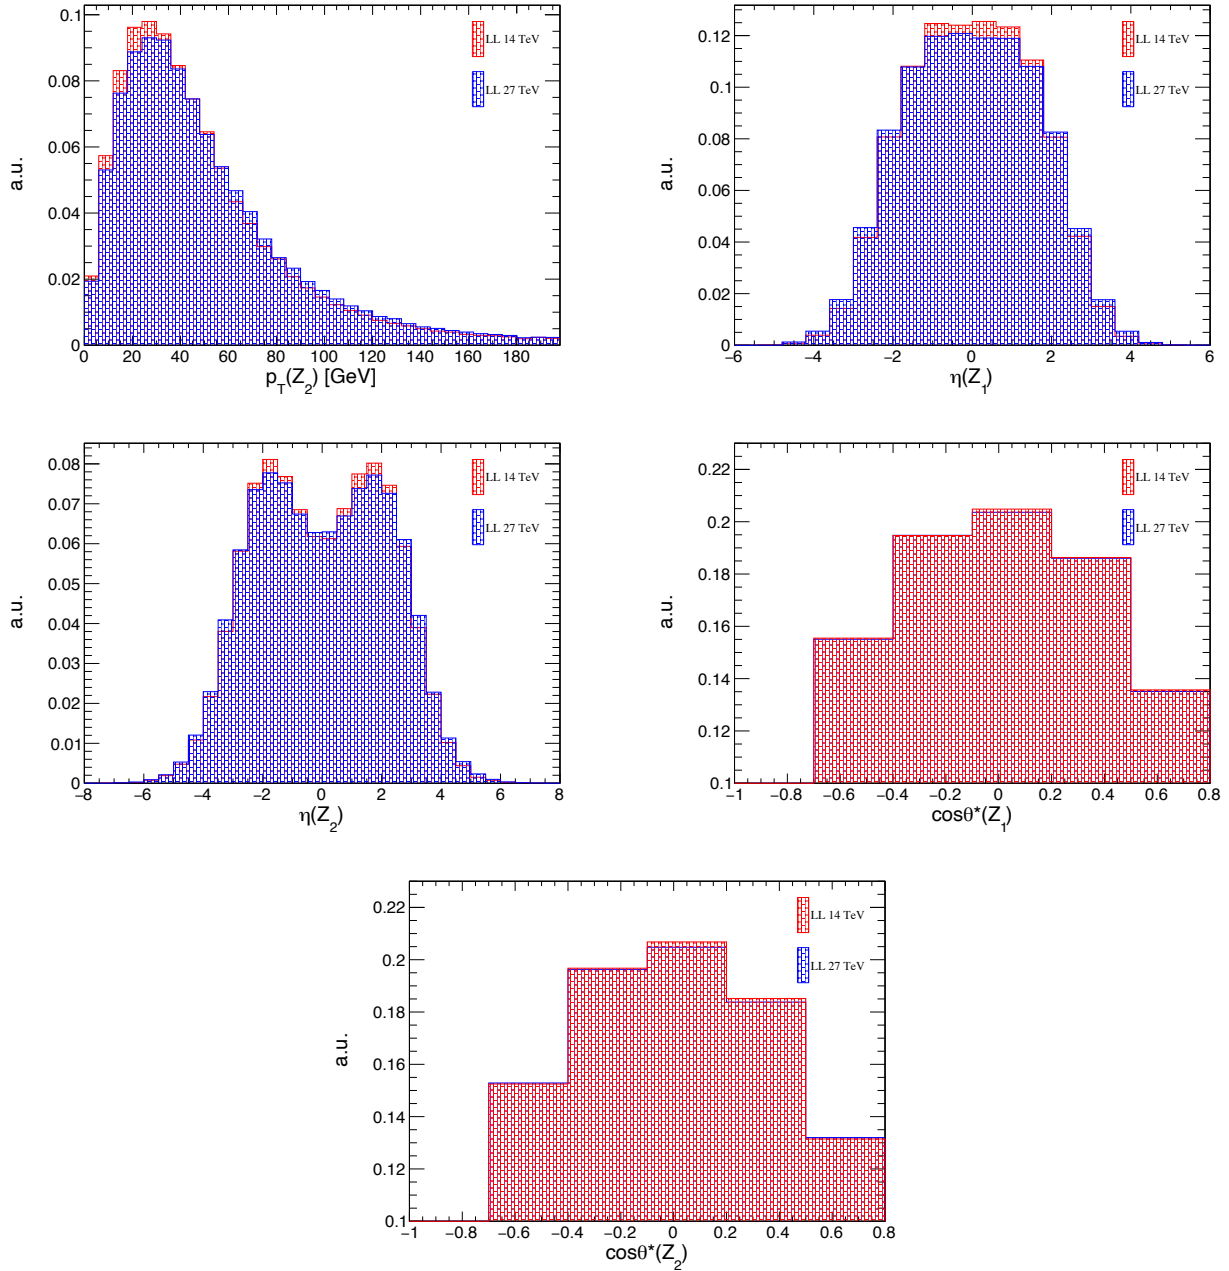 0.1
0.08
0.06
0.04
0.02
0
a.u.
LL 14 TeV
LL 27 TeV
0 20 40 60 80 100 120 140 160 180
p_T(Z_2) [GeV]
0.12
0.1
0.08
0.06
0.04
0.02
0
a.u.
LL 14 TeV
LL 27 TeV
−6 −4 −2 0 2 4 6
η(Z_1)
0.08
0.07
0.06
0.05
0.04
0.03
0.02
0.01
0
a.u.
LL 14 TeV
LL 27 TeV
−8 −6 −4 −2 0 2 4 6 8
η(Z_2)
0.22
0.2
0.18
0.16
0.14
0.12
0.1
a.u.
LL 14 TeV
LL 27 TeV
−1 −0.8 −0.6 −0.4 −0.2 0 0.2 0.4 0.6 0.8
cosθ*(Z_1)
0.22
0.2
0.18
0.16
0.14
0.12
0.1
a.u.
LL 14 TeV
LL 27 TeV
−1 −0.8 −0.6 −0.4 −0.2 0 0.2 0.4 0.6 0.8
cosθ*(Z_2)